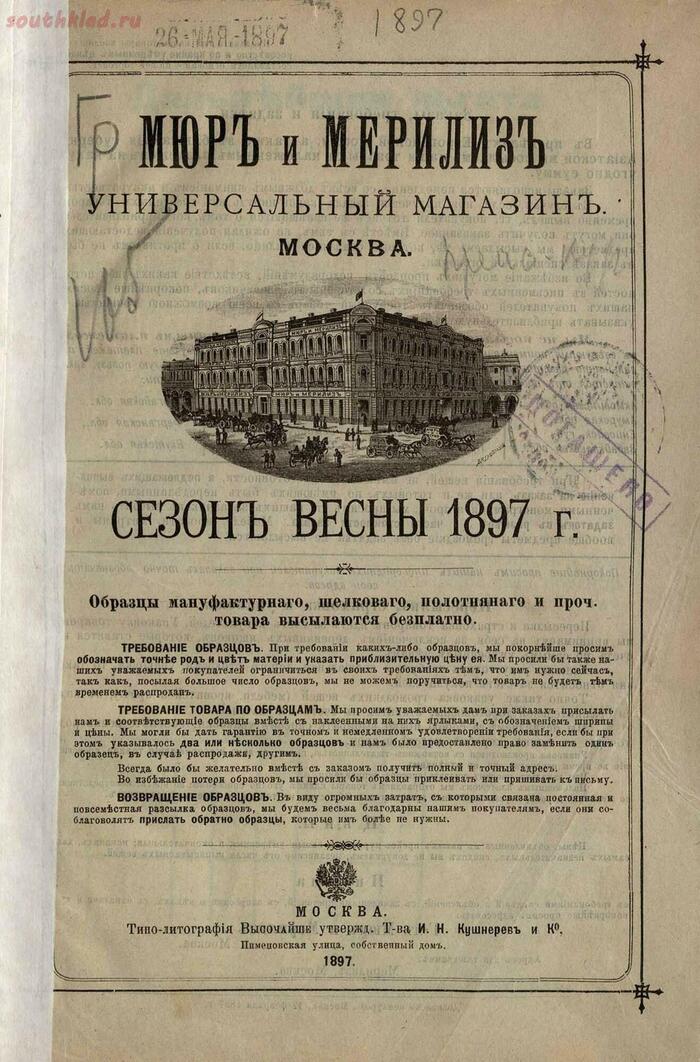 southklad.ru
26-МАЯ.-1897
1897
Гр
МЮРЪ и МЕРИЛИЗЪ
УНИВЕРСАЛЬНЫЙ МАГАЗИНЪ.
МОСКВА.
СЕЗОНЪ ВЕСНЫ 1897 г.
Образцы мануфактурнаго, шелковаго, полотнянаго и проч.
товара высылаются безплатно.
ТРЕБОВАНІЕ ОБРАЗЦОВЪ. При требованіи какихъ-либо образцовъ, мы покорнѣйше просимъ
обозначать точнѣе родъ и цвѣтъ матеріи и указать приблизительную цѣну ея. Мы просили бы также на-
шихъ уважаемыхъ покупателей ограничиться въ своихъ требованіяхъ тѣмъ, что имъ нужно сейчасъ,
такъ какъ, посылая большое число образцовъ, мы не можемъ поручиться, что товаръ не будетъ тѣмъ
временемъ распроданъ.
ТРЕБОВАНІЕ ТОВАРА ПО ОБРАЗЦАМЪ. Мы просимъ уважаемыхъ дамъ при заказахъ присылать
намъ и соотвѣтствующіе образцы вмѣстѣ съ наклеенными на нихъ ярлыками, съ обозначеніемъ ширины
и цѣны. Мы могли бы дать гарантію въ точномъ и немедленномъ удовлетвореніи требованія, если бы при
этомъ указывалось два или нѣсколько образцовъ и намъ было предоставлено право замѣнить одинъ
образецъ, въ случаѣ распродажи, другимъ.
Всегда было бы желательно вмѣстѣ съ заказомъ получить полный и точный адресъ.
Во избѣжаніе потери образцовъ, мы просили бы образцы приклеивать или пришивать къ письму.
ВОЗВРАЩЕНІЕ ОБРАЗЦОВЪ. Въ виду огромныхъ затратъ, съ которыми связана постоянная и
повсемѣстная разсылка образцовъ, мы будемъ весьма благодарны нашимъ покупателямъ, если они со-
благоволятъ прислать обратно образцы, которые имъ болѣе не нужны.
МОСКВА.
Типо-литографія Высочайше утвержд. Т-ва И. Н. Кушнеревъ и К°.
Пименовская улица, собственный домъ.
1897.